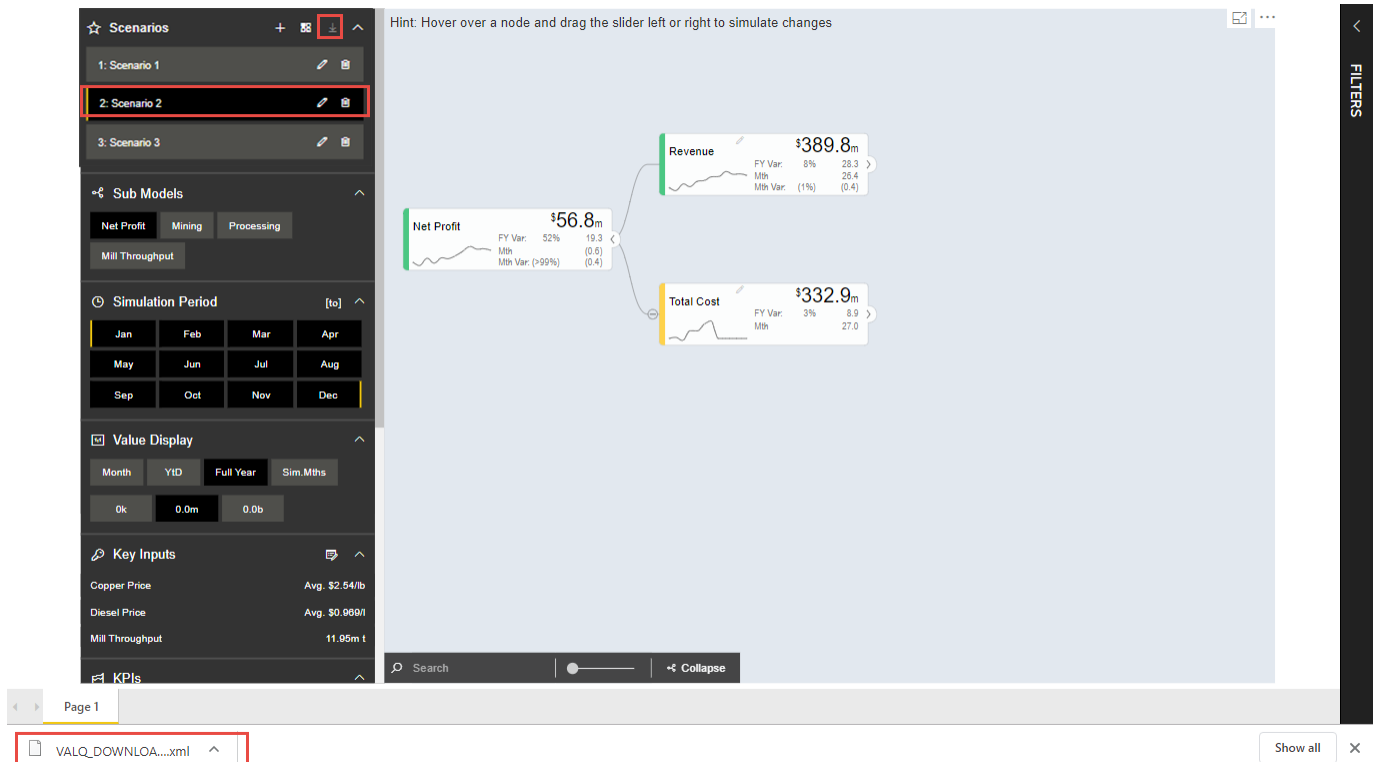 Scenarios
1: Scenario 1
2: Scenario 2
3: Scenario 3
Sub Models
Net Profit Mining Processing
Mill Throughput
Simulation Period [to]
Jan Feb Mar Apr
May Jun Jul Aug
Sep Oct Nov Dec
Value Display
Month YtD Full Year Sim.Mths
0k 0.0m 0.0b
Key Inputs
Copper Price Avg. $2.54/lb
Diesel Price Avg. $0.969/l
Mill Throughput 11.95m t
KPIs
Hint: Hover over a node and drag the slider left or right to simulate changes
Net Profit $56.8m
FY Var: 52% 19.3
Mth (0.6)
Mth Var: (>99%) (0.4)
Revenue $389.8m
FY Var: 8% 28.3
Mth 26.4
Mth Var: (1%) (0.4)
Total Cost $332.9m
FY Var: 3% 8.9
Mth 27.0
Search Collapse
FILTERS
Page 1
VALQ_DOWNLOA....xml Show all